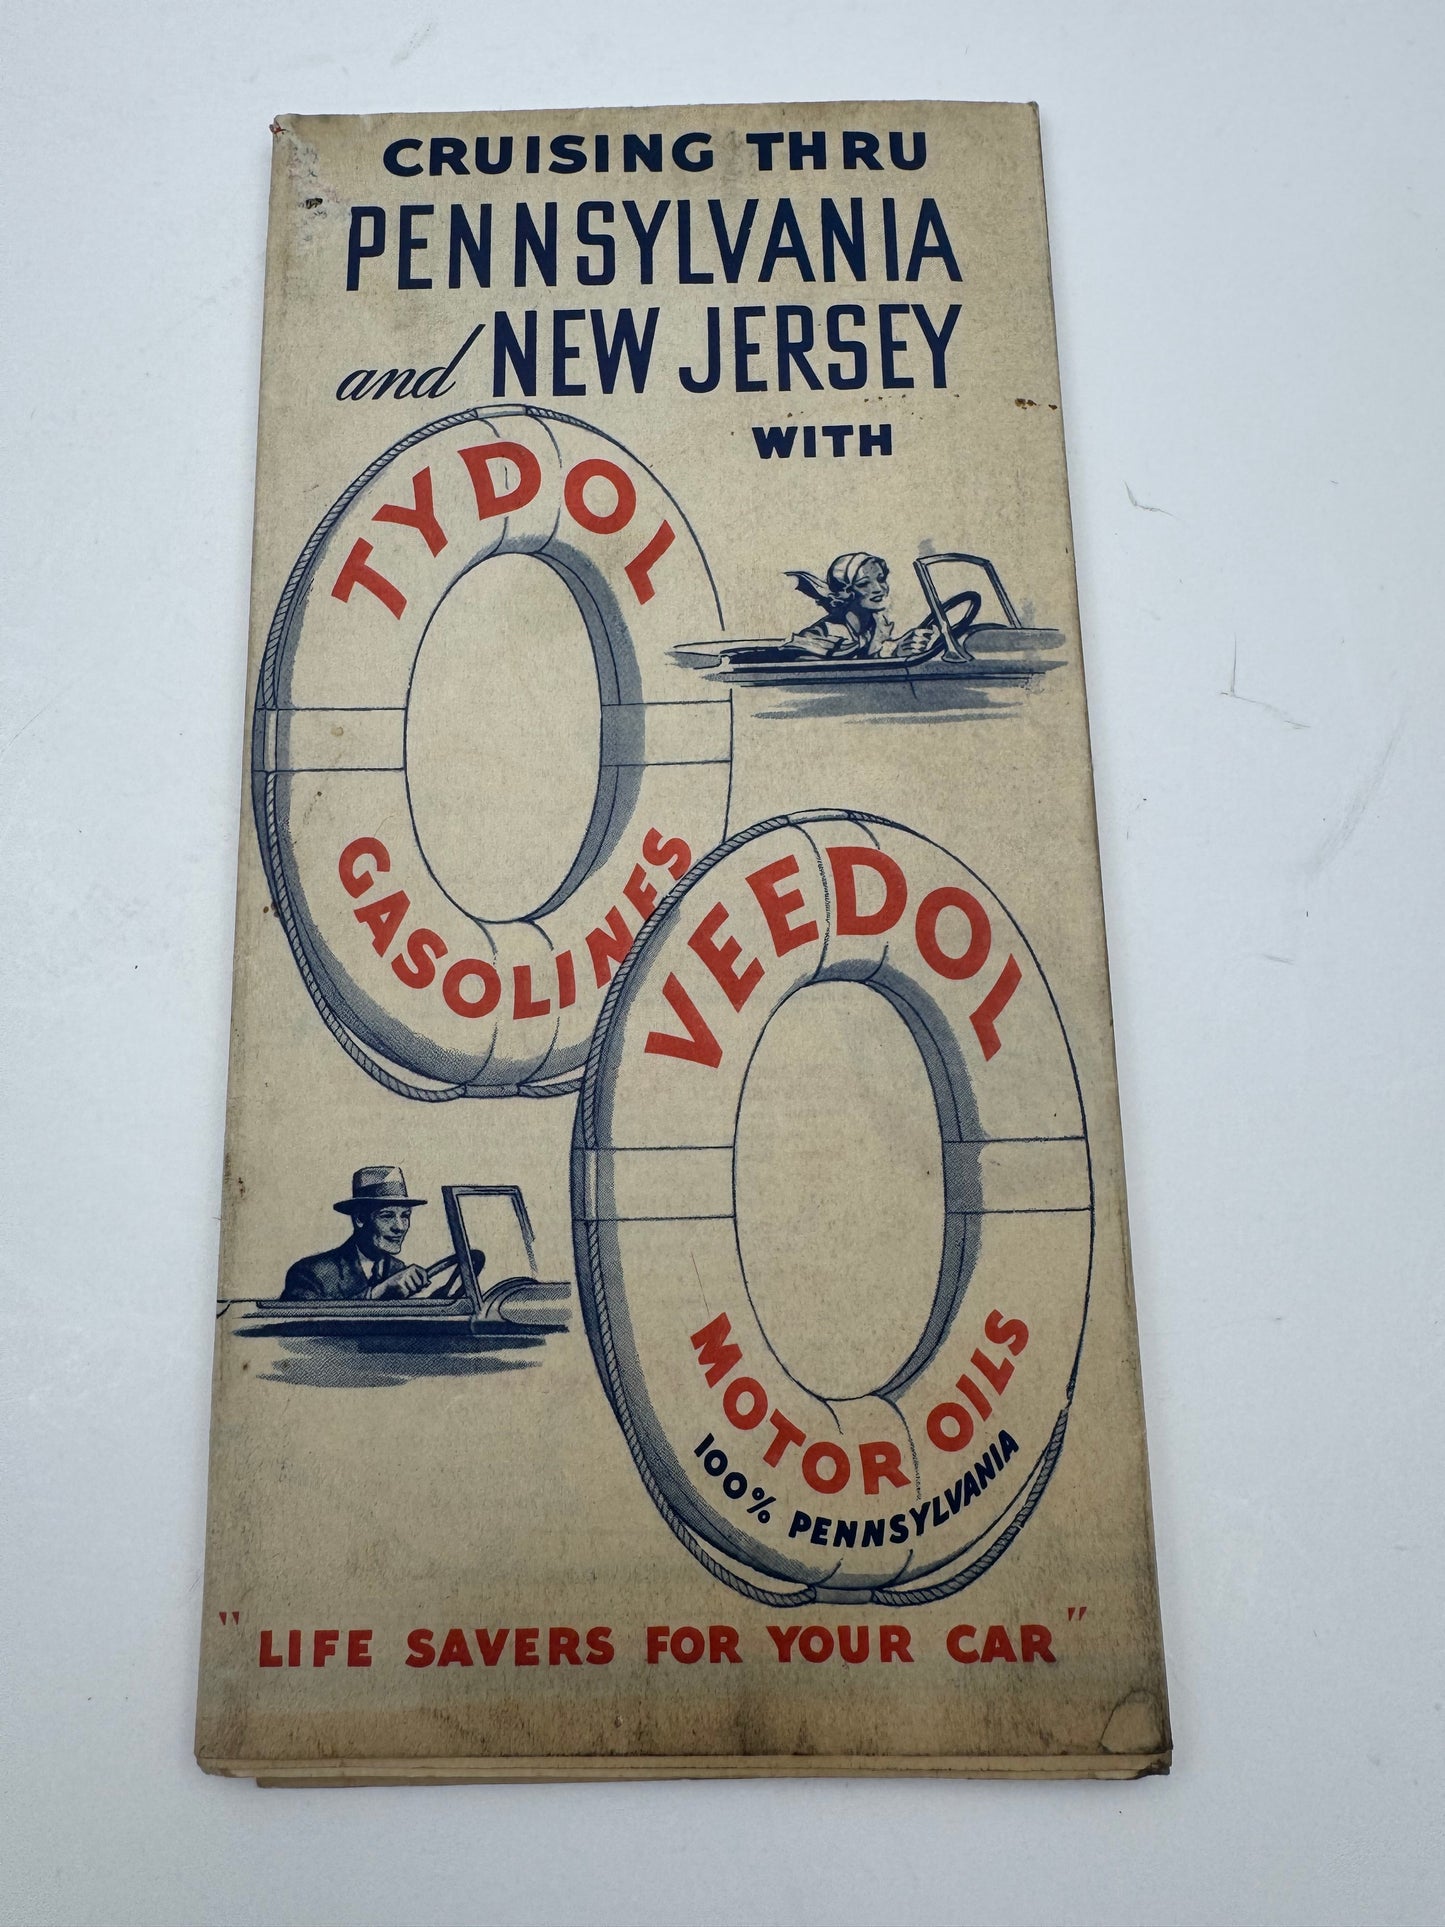 CRUISING THRU
PENNSYLVANIA
and NEW JERSEY
WITH
TYDOL
GASOLINES
VEEDOL
MOTOR OILS
100% PENNSYLVANIA
"LIFE SAVERS FOR YOUR CAR"